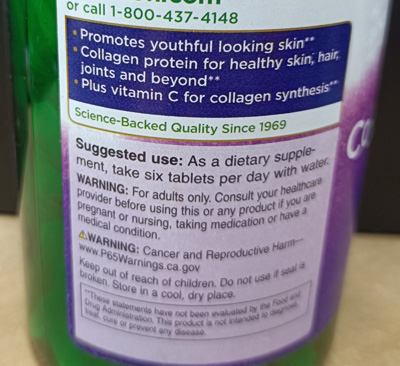 or call 1-800-437-4148
• Promotes youthful looking skin**
• Collagen protein for healthy skin, hair,
joints and beyond**
• Plus vitamin C for collagen synthesis**
Science-Backed Quality Since 1969
Suggested use: As a dietary supple-
ment, take six tablets per day with water.
WARNING: For adults only. Consult your healthcare
provider before using this or any product if you are
pregnant or nursing, taking medication or have a
medical condition.
⚠WARNING: Cancer and Reproductive Harm—
www.P65Warnings.ca.gov
Keep out of reach of children. Do not use if seal is
broken. Store in a cool, dry place.
**These statements have not been evaluated by the Food and
Drug Administration. This product is not intended to diagnose,
treat, cure or prevent any disease.